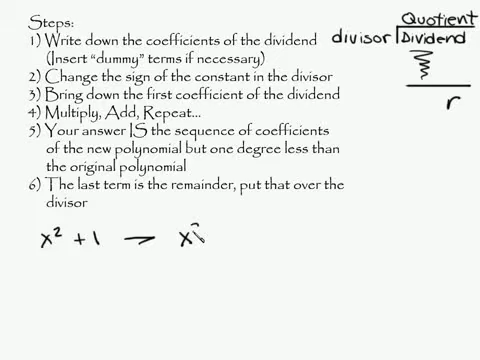 Steps:
1) Write down the coefficients of the dividend
(Insert “dummy” terms if necessary)
2) Change the sign of the constant in the divisor
3) Bring down the first coefficient of the dividend
4) Multiply, Add, Repeat...
5) Your answer IS the sequence of coefficients
of the new polynomial but one degree less than
the original polynomial
6) The last term is the remainder, put that over the
divisor
Quotient
divisor Dividend
r
x² + 1 → x²